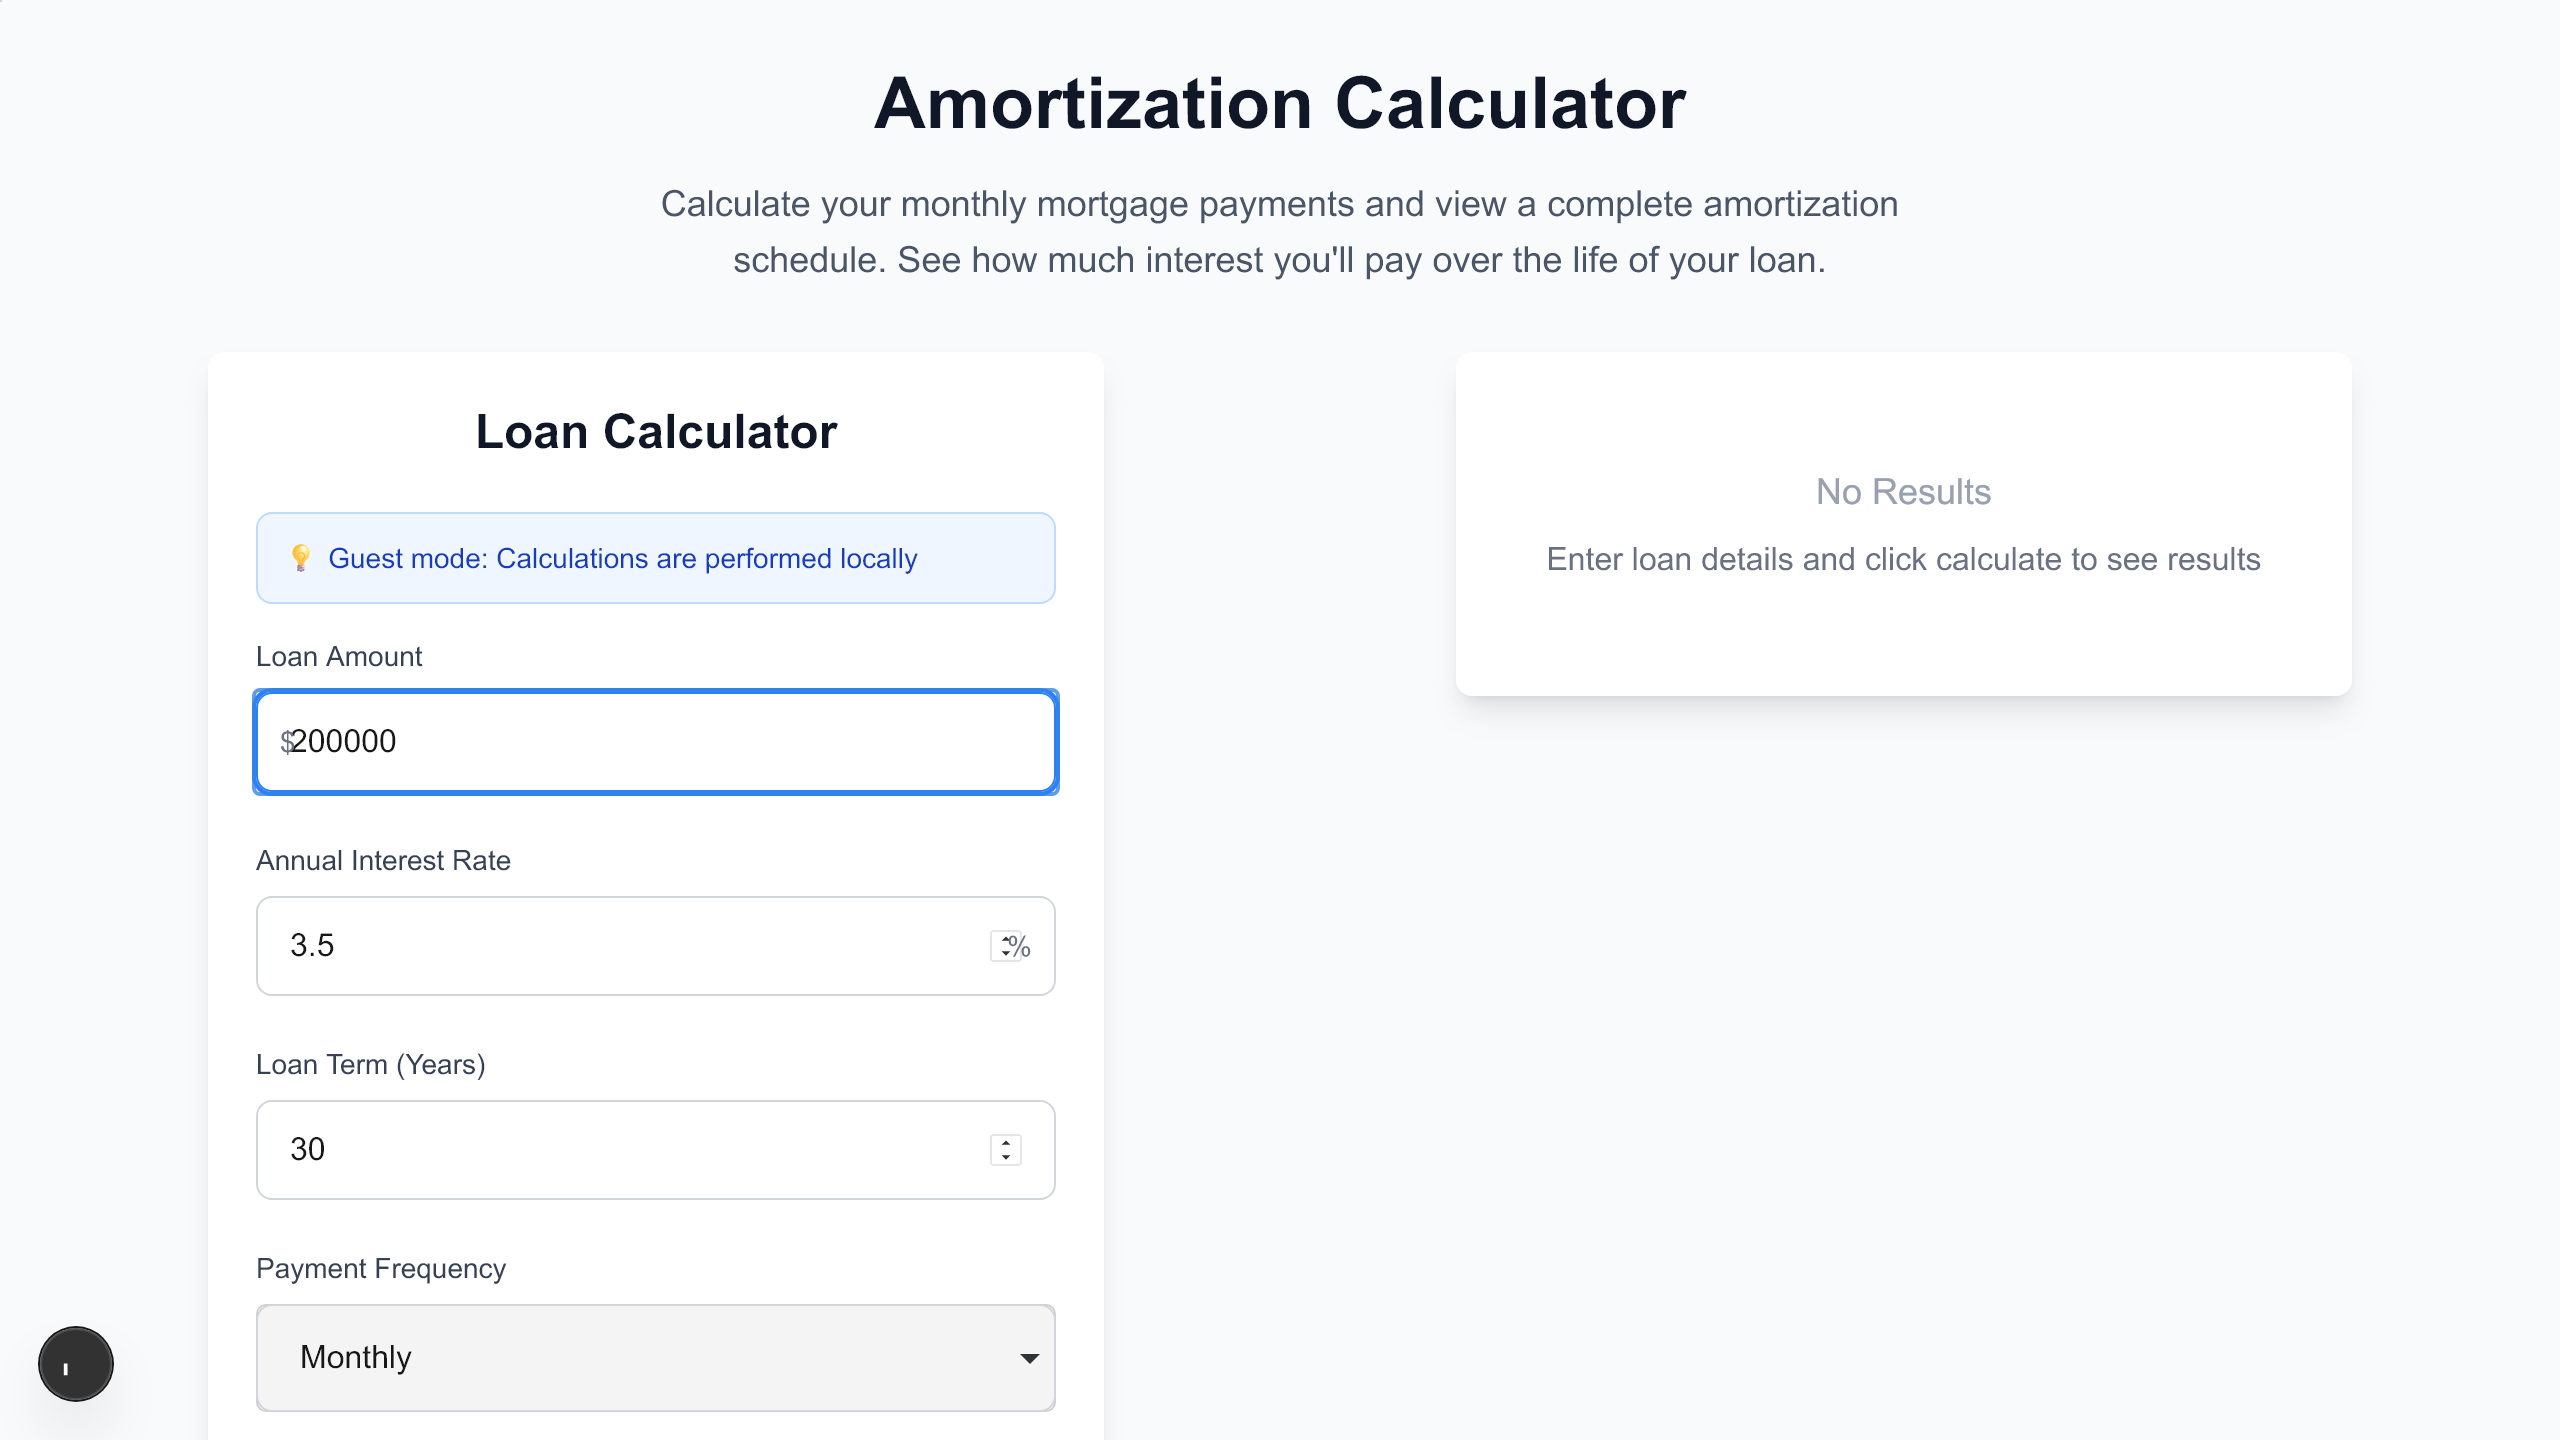 Amortization Calculator
Calculate your monthly mortgage payments and view a complete amortization
schedule. See how much interest you'll pay over the life of your loan.
Loan Calculator
💡 Guest mode: Calculations are performed locally
Loan Amount
$200000
Annual Interest Rate
3.5 %
Loan Term (Years)
30
Payment Frequency
Monthly
No Results
Enter loan details and click calculate to see results